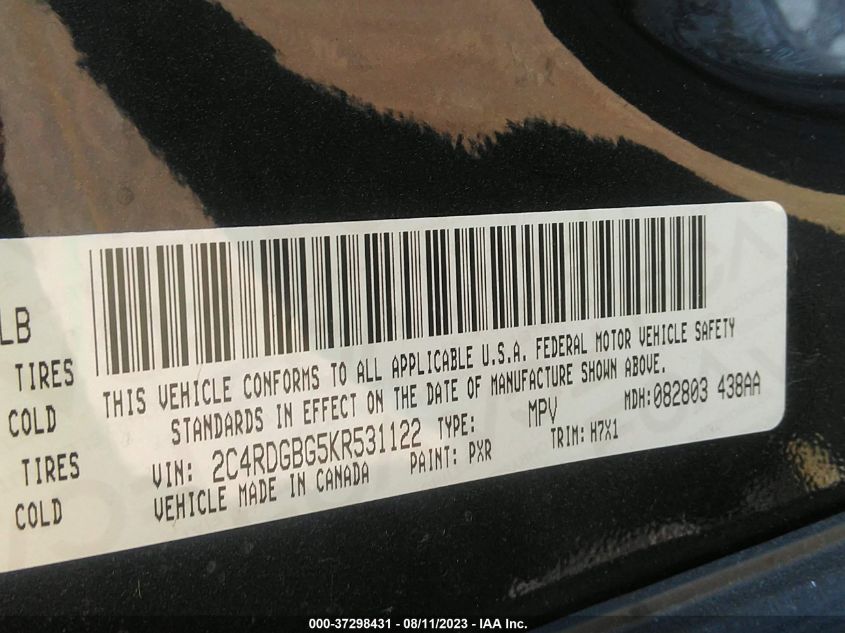 LB
TIRES
COLD
TIRES
COLD
THIS VEHICLE CONFORMS TO ALL APPLICABLE U.S.A. FEDERAL MOTOR VEHICLE SAFETY
STANDARDS IN EFFECT ON THE DATE OF MANUFACTURE SHOWN ABOVE.
VIN: 2C4RDGBG5KR531122 TYPE: MPV MDH:082803 438AA
VEHICLE MADE IN CANADA PAINT: PXR TRIM: H7X1
000-37298431 - 08/11/2023 - IAA Inc.